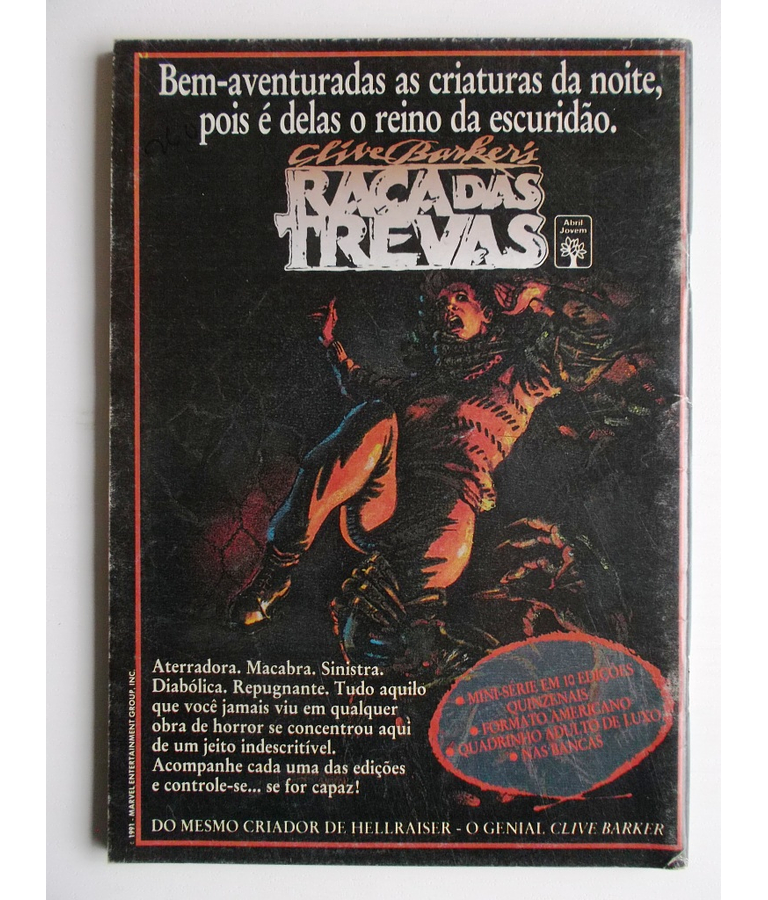 Bem-aventuradas as criaturas da noite,
pois é delas o reino da escuridão.
Clive Barker's
RAÇA DAS
TREVAS
Abril
Jovem
Aterradora. Macabra. Sinistra.
Diabólica. Repugnante. Tudo aquilo
que você jamais viu em qualquer
obra de horror se concentrou aqui
de um jeito indescritível.
Acompanhe cada uma das edições
e controle-se... se for capaz!
• MINI-SÉRIE EM 10 EDIÇÕES
QUINZENAIS
• FORMATO AMERICANO
• QUADRINHO ADULTO DE LUXO
• NAS BANCAS
DO MESMO CRIADOR DE HELLRAISER - O GENIAL CLIVE BARKER
© 1991 - MARVEL ENTERTAINMENT GROUP, INC.